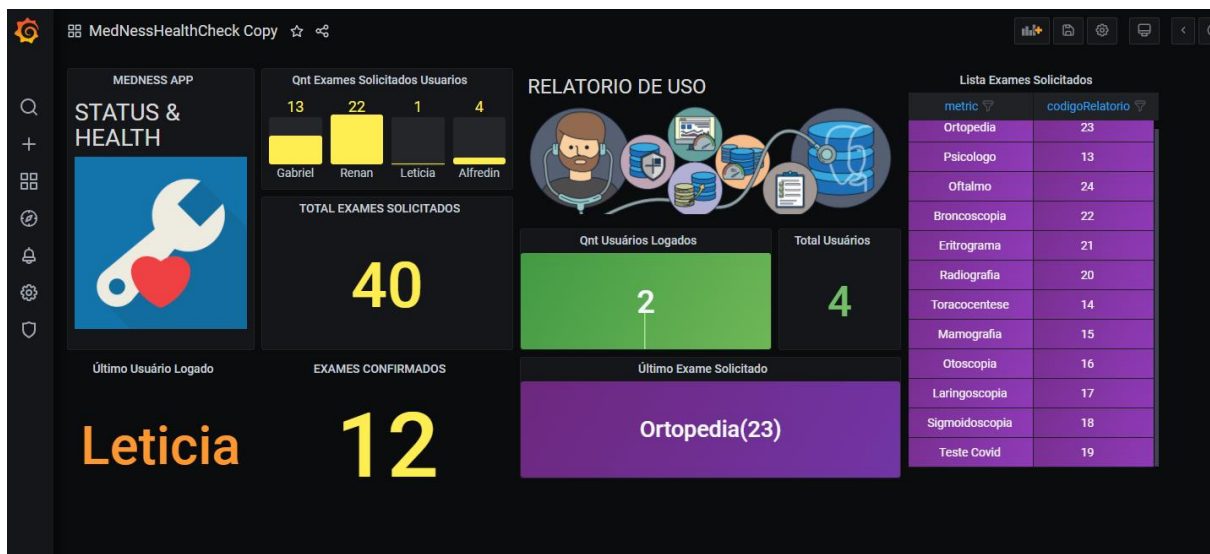 MedNessHealthCheck Copy
MEDNESS APP
STATUS &
HEALTH
Qnt Exames Solicitados Usuarios
13 22 1 4
Gabriel Renan Leticia Alfredin
TOTAL EXAMES SOLICITADOS
40
RELATORIO DE USO
Qnt Usuários Logados
2
Total Usuários
4
Último Usuário Logado
Leticia
EXAMES CONFIRMADOS
12
Último Exame Solicitado
Ortopedia(23)
Lista Exames Solicitados
metric codigoRelatorio
Ortopedia 23
Psicologo 13
Oftalmo 24
Broncoscopia 22
Eritrograma 21
Radiografia 20
Toracocentese 14
Mamografia 15
Otoscopia 16
Laringoscopia 17
Sigmoidoscopia 18
Teste Covid 19